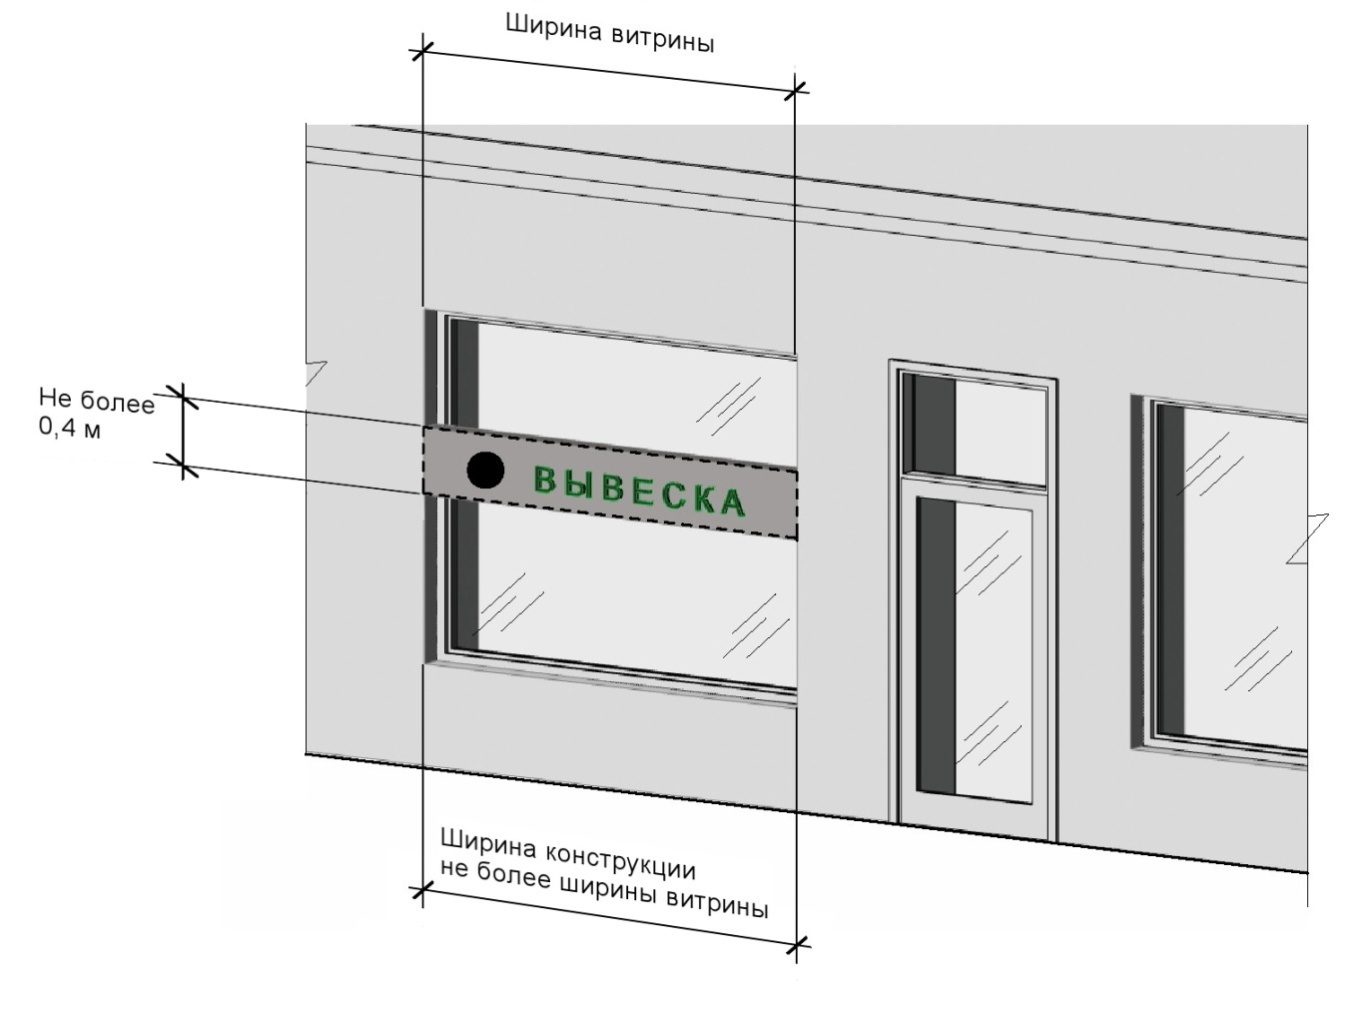 Ширина витрины
Не более
0,4 м
ВЫВЕСКА
Ширина конструкции
не более ширины витрины